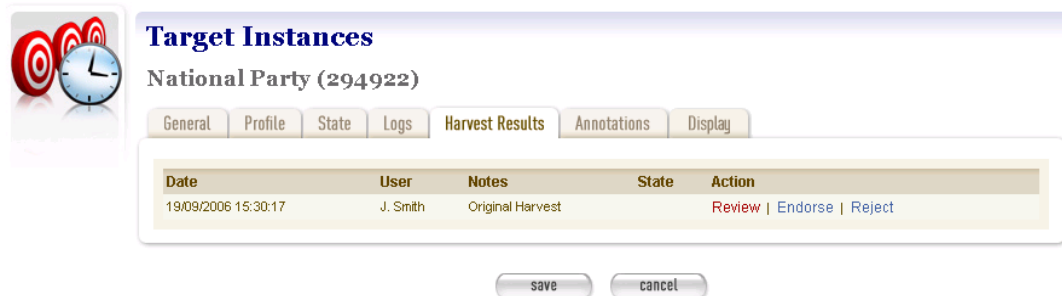 Target Instances
National Party (294922)
General Profile State Logs Harvest Results Annotations Display
Date User Notes State Action
19/09/2006 15:30:17 J. Smith Original Harvest Review | Endorse | Reject
save cancel